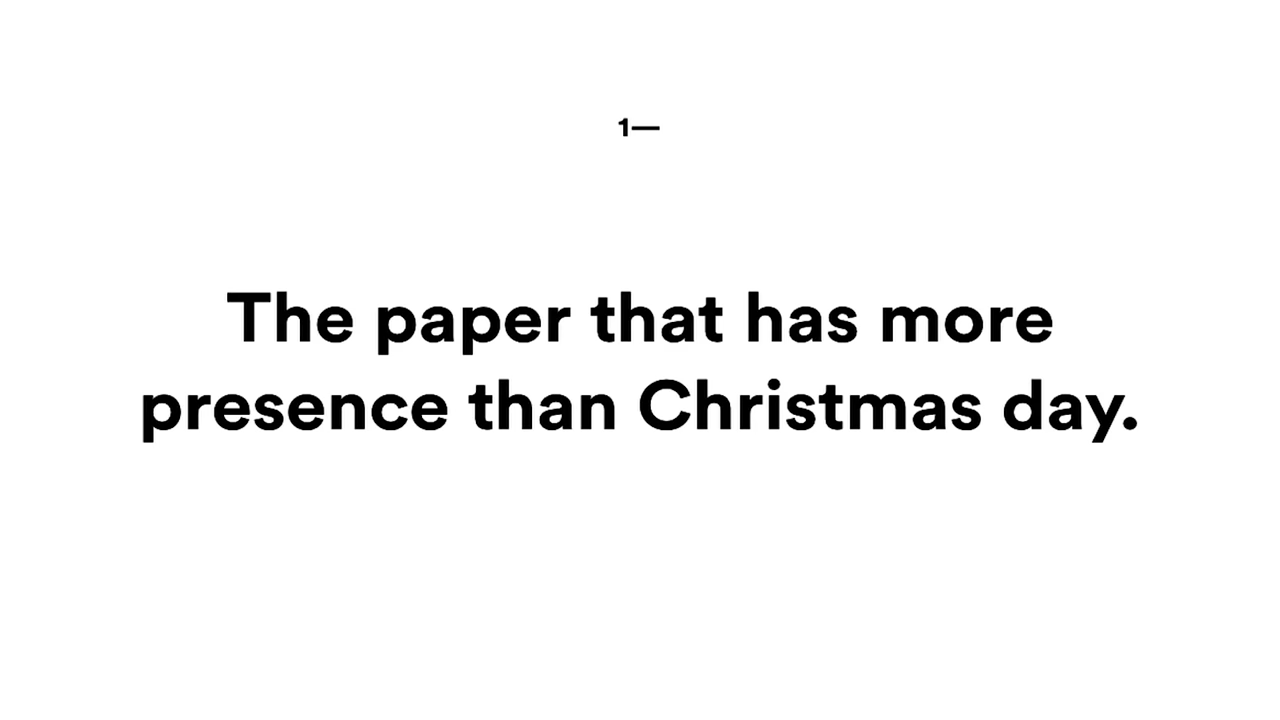 1—
The paper that has more
presence than Christmas day.